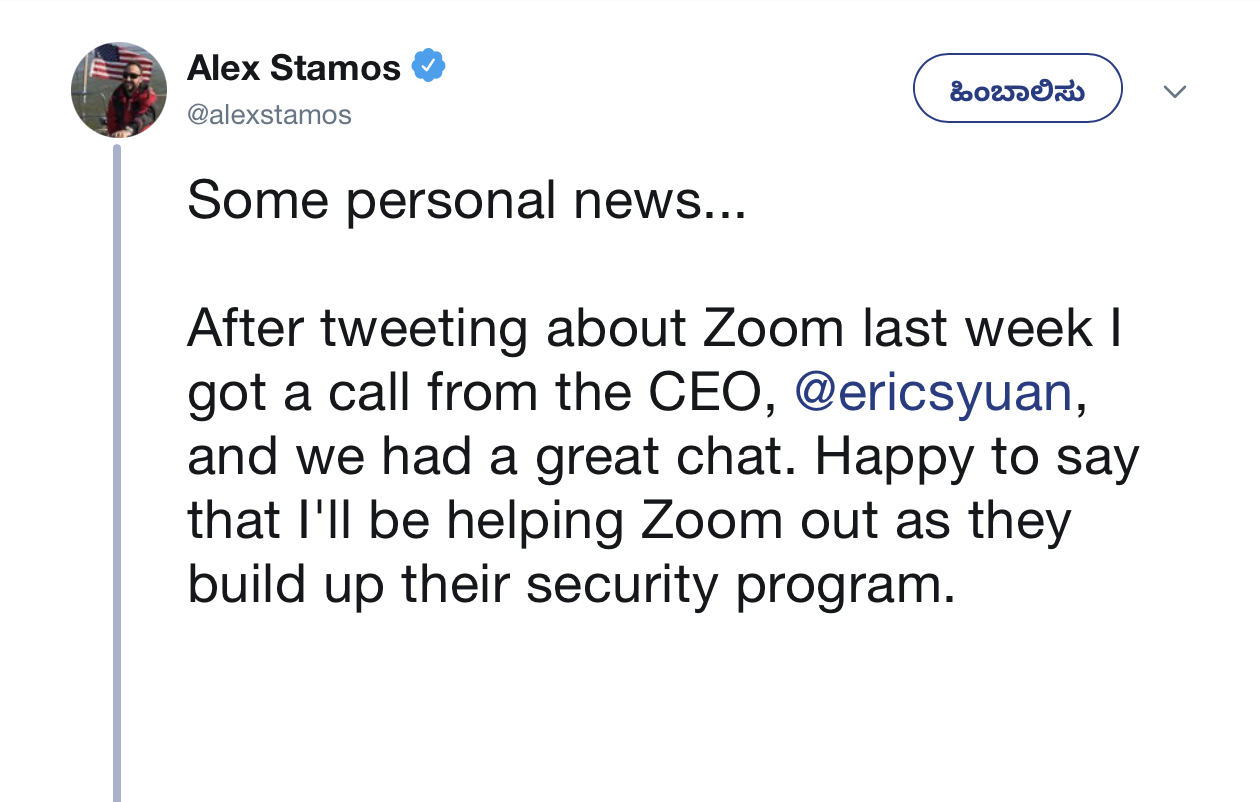 Alex Stamos
@alexstamos
ಹಿಂಬಾಲಿಸು
Some personal news...
After tweeting about Zoom last week I
got a call from the CEO, @ericsyuan,
and we had a great chat. Happy to say
that I'll be helping Zoom out as they
build up their security program.